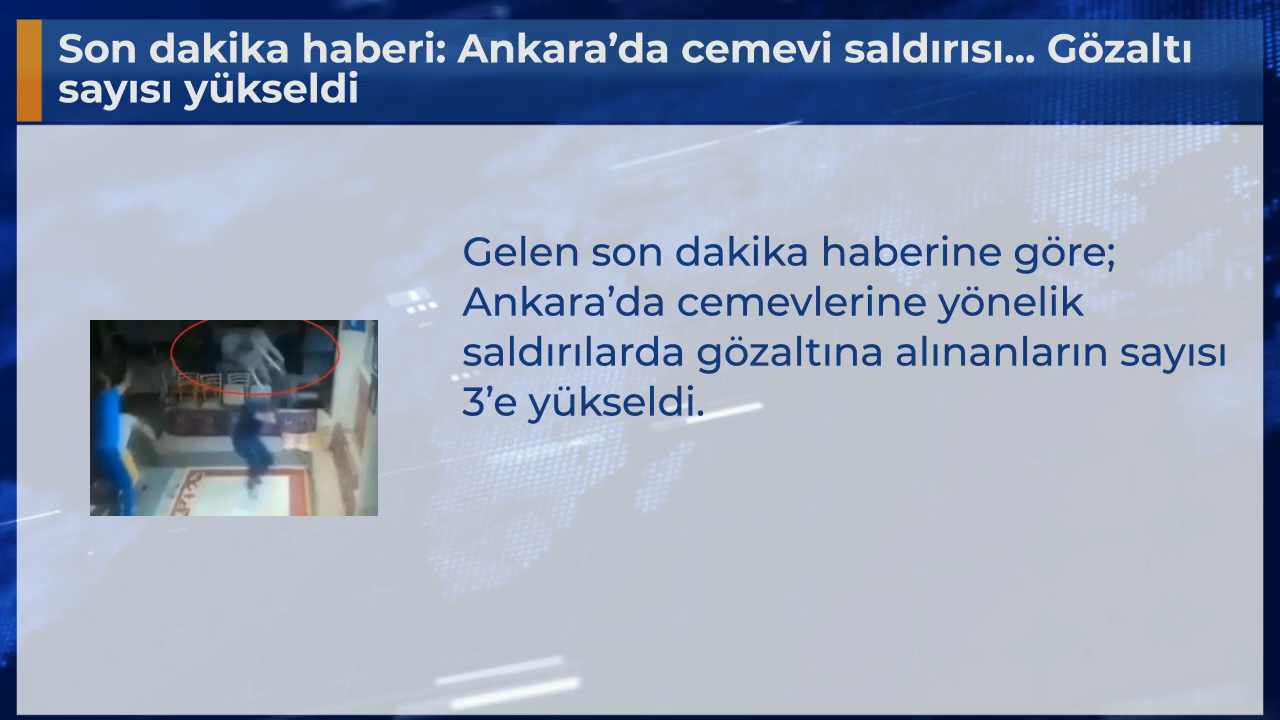 Son dakika haberi: Ankara’da cemevi saldırısı... Gözaltı
sayısı yükseldi
Gelen son dakika haberine göre;
Ankara’da cemevlerine yönelik
saldırılarda gözaltına alınanların sayısı
3’e yükseldi.